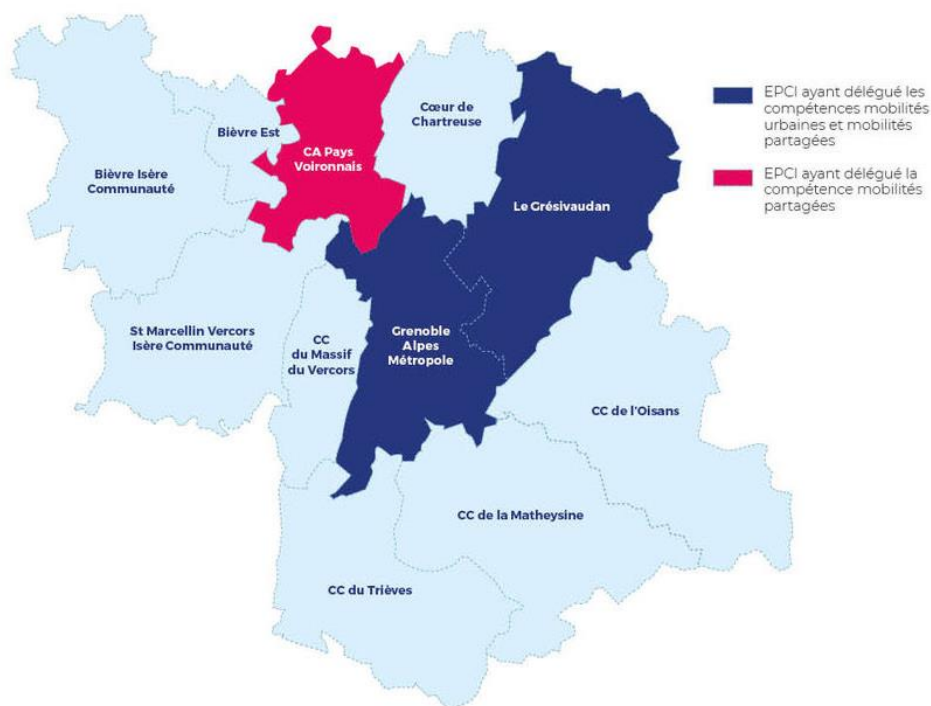 Cœur de
Chartreuse
Bièvre Est
CA Pays
Voironnais
Bièvre Isère
Communauté
Le Grésivaudan
St Marcellin Vercors
Isère Communauté
CC
du Massif
du Vercors
Grenoble
Alpes
Métropole
CC de l'Oisans
CC de la Matheysine
CC du Trièves
EPCI ayant délégué les
compétences mobilités
urbaines et mobilités
partagées
EPCI ayant délégué la
compétence mobilités
partagées